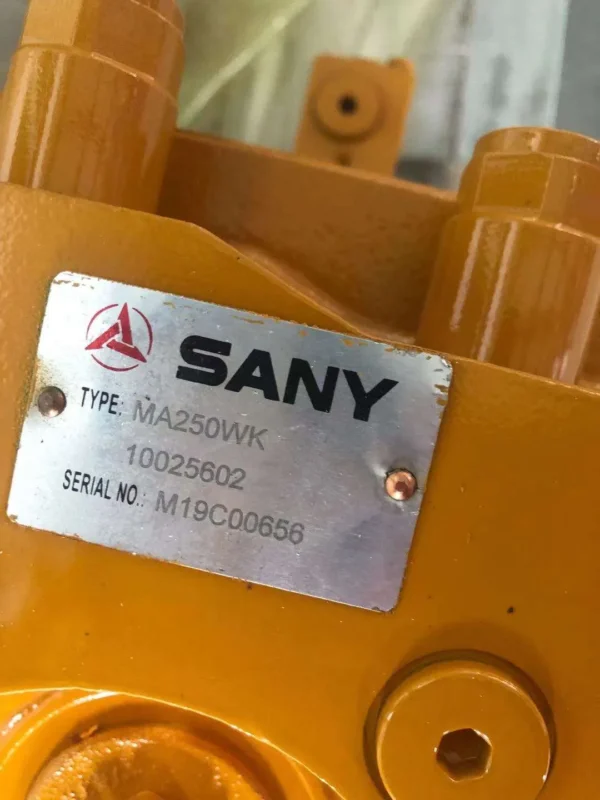 SANY
TYPE: MA250WK
10025602
SERIAL NO.: M19C00656